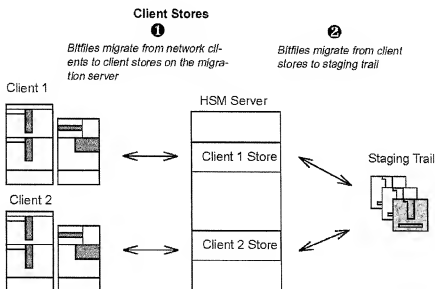 Client Stores
❶
Bitfiles migrate from network cli-
ents to client stores on the migra-
tion server
❷
Bitfiles migrate from client
stores to staging trail
Client 1
HSM Server
Client 1 Store
Staging Trail
Client 2
Client 2 Store